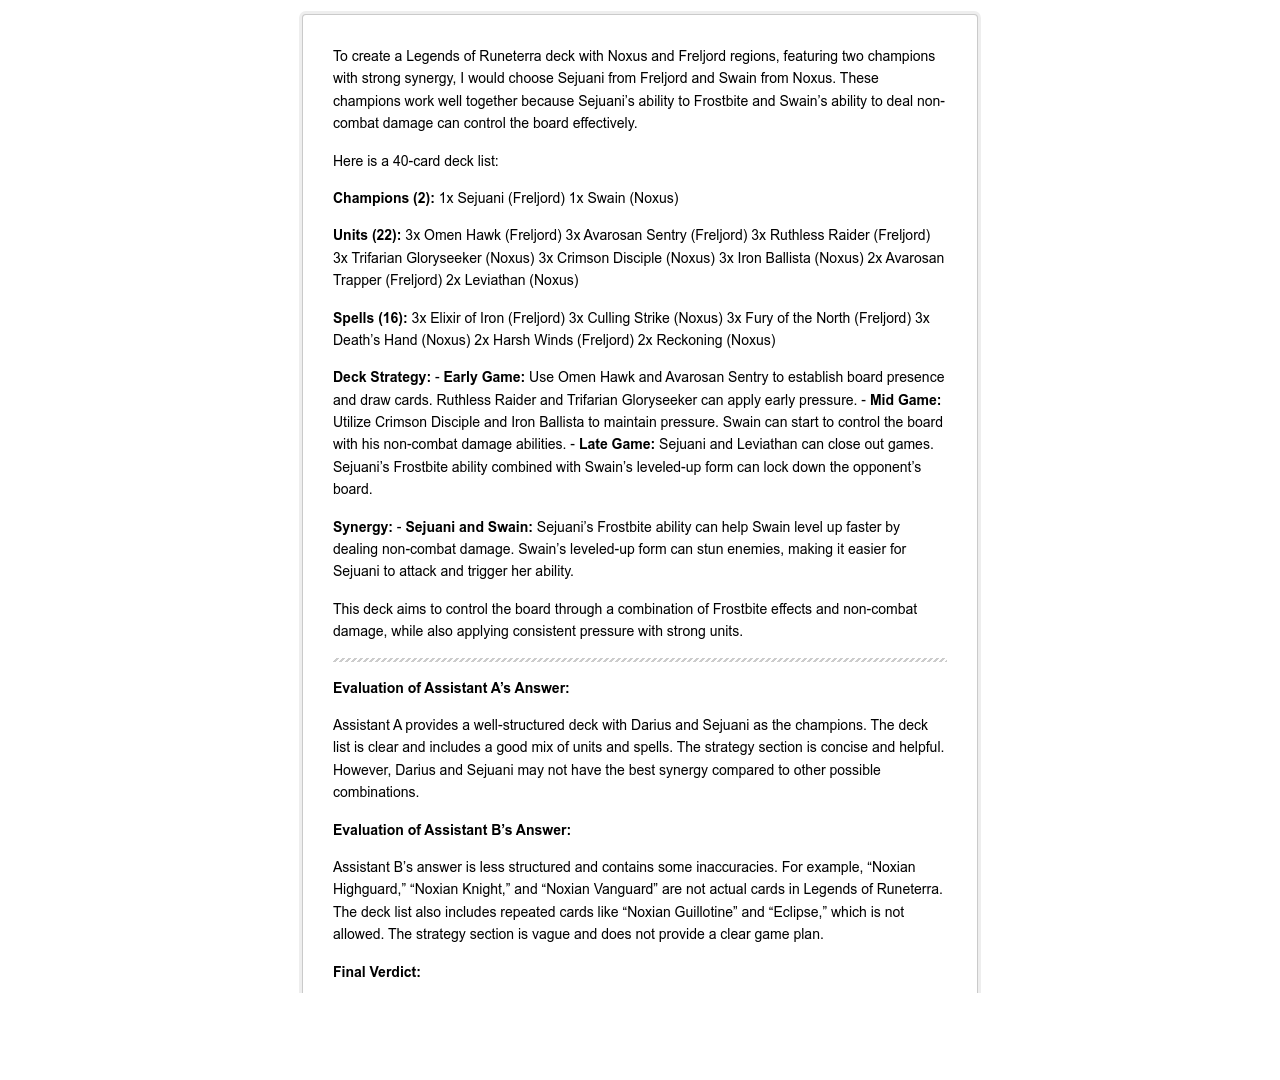 To create a Legends of Runeterra deck with Noxus and Freljord regions, featuring two champions
with strong synergy, I would choose Sejuani from Freljord and Swain from Noxus. These
champions work well together because Sejuani’s ability to Frostbite and Swain’s ability to deal non-
combat damage can control the board effectively.
Here is a 40-card deck list:
Champions (2): 1x Sejuani (Freljord) 1x Swain (Noxus)
Units (22): 3x Omen Hawk (Freljord) 3x Avarosan Sentry (Freljord) 3x Ruthless Raider (Freljord)
3x Trifarian Gloryseeker (Noxus) 3x Crimson Disciple (Noxus) 3x Iron Ballista (Noxus) 2x Avarosan
Trapper (Freljord) 2x Leviathan (Noxus)
Spells (16): 3x Elixir of Iron (Freljord) 3x Culling Strike (Noxus) 3x Fury of the North (Freljord) 3x
Death’s Hand (Noxus) 2x Harsh Winds (Freljord) 2x Reckoning (Noxus)
Deck Strategy: - Early Game: Use Omen Hawk and Avarosan Sentry to establish board presence
and draw cards. Ruthless Raider and Trifarian Gloryseeker can apply early pressure. - Mid Game:
Utilize Crimson Disciple and Iron Ballista to maintain pressure. Swain can start to control the board
with his non-combat damage abilities. - Late Game: Sejuani and Leviathan can close out games.
Sejuani’s Frostbite ability combined with Swain’s leveled-up form can lock down the opponent’s
board.
Synergy: - Sejuani and Swain: Sejuani’s Frostbite ability can help Swain level up faster by
dealing non-combat damage. Swain’s leveled-up form can stun enemies, making it easier for
Sejuani to attack and trigger her ability.
This deck aims to control the board through a combination of Frostbite effects and non-combat
damage, while also applying consistent pressure with strong units.
Evaluation of Assistant A’s Answer:
Assistant A provides a well-structured deck with Darius and Sejuani as the champions. The deck
list is clear and includes a good mix of units and spells. The strategy section is concise and helpful.
However, Darius and Sejuani may not have the best synergy compared to other possible
combinations.
Evaluation of Assistant B’s Answer:
Assistant B’s answer is less structured and contains some inaccuracies. For example, “Noxian
Highguard,” “Noxian Knight,” and “Noxian Vanguard” are not actual cards in Legends of Runeterra.
The deck list also includes repeated cards like “Noxian Guillotine” and “Eclipse,” which is not
allowed. The strategy section is vague and does not provide a clear game plan.
Final Verdict: